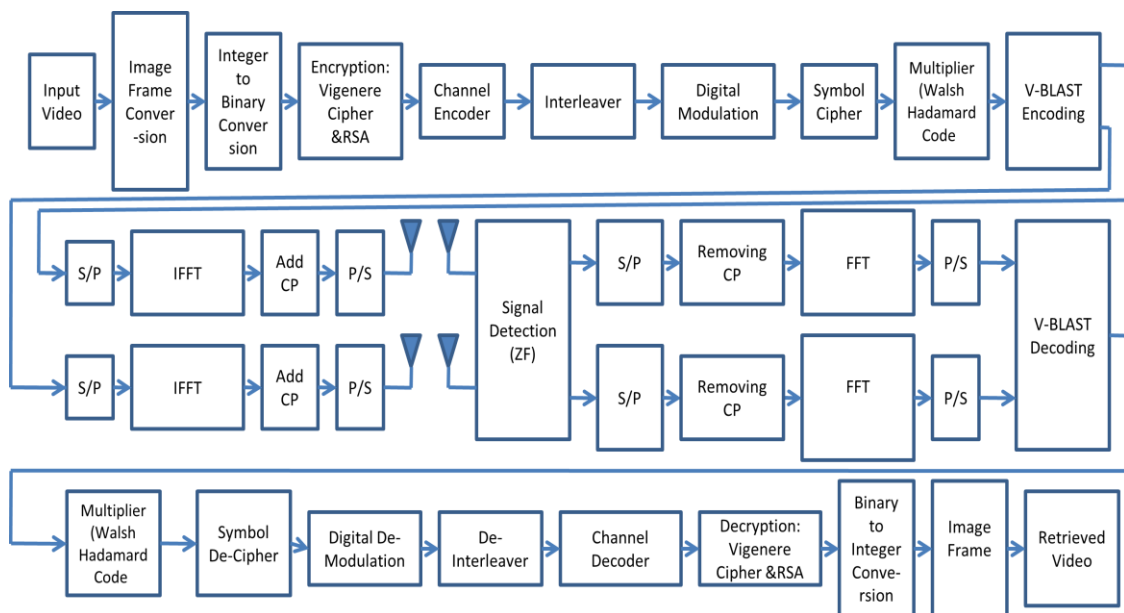 Input
Video
Image
Frame
Conver-
-sion
Integer
to
Binary
Conver
sion
Encryption:
Vigenere
Cipher
&RSA
Channel
Encoder
Interleaver
Digital
Modulation
Symbol
Cipher
Multiplier
(Walsh
Hadamard
Code
V-BLAST
Encoding
S/P
IFFT
Add
CP
P/S
Signal
Detection
(ZF)
S/P
Removing
CP
FFT
P/S
V-BLAST
Decoding
S/P
IFFT
Add
CP
P/S
S/P
Removing
CP
FFT
P/S
Multiplier
(Walsh
Hadamard
Code
Symbol
De-Cipher
Digital De-
Modulation
De-
Interleaver
Channel
Decoder
Decryption:
Vigenere
Cipher &RSA
Binary
to
Integer
Conve-
rsion
Image
Frame
Retrieved
Video